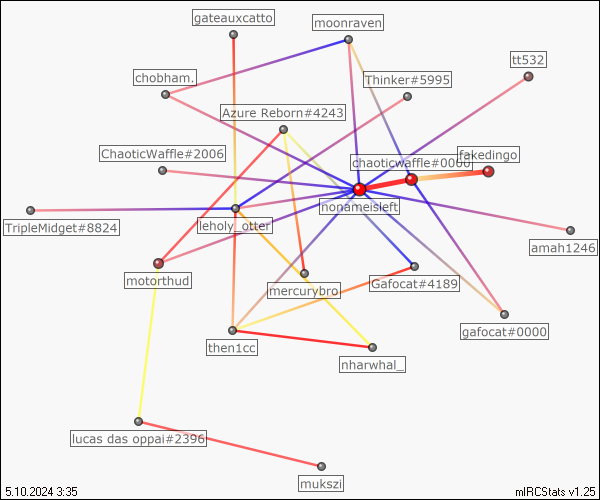 gateauxcatto
moonraven
tt532
chobham.
Thinker#5995
Azure Reborn#4243
ChaoticWaffle#2006
chaoticwaffle#0000
fakedingo
nonameisleft
TripleMidget#8824
leholy_otter
amah1246
motorthud
mercurybro
Gafocat#4189
gafocat#0000
then1cc
nharwhal_
lucas das oppai#2396
mukszi
5.10.2024 3:35
mIRCStats v1.25